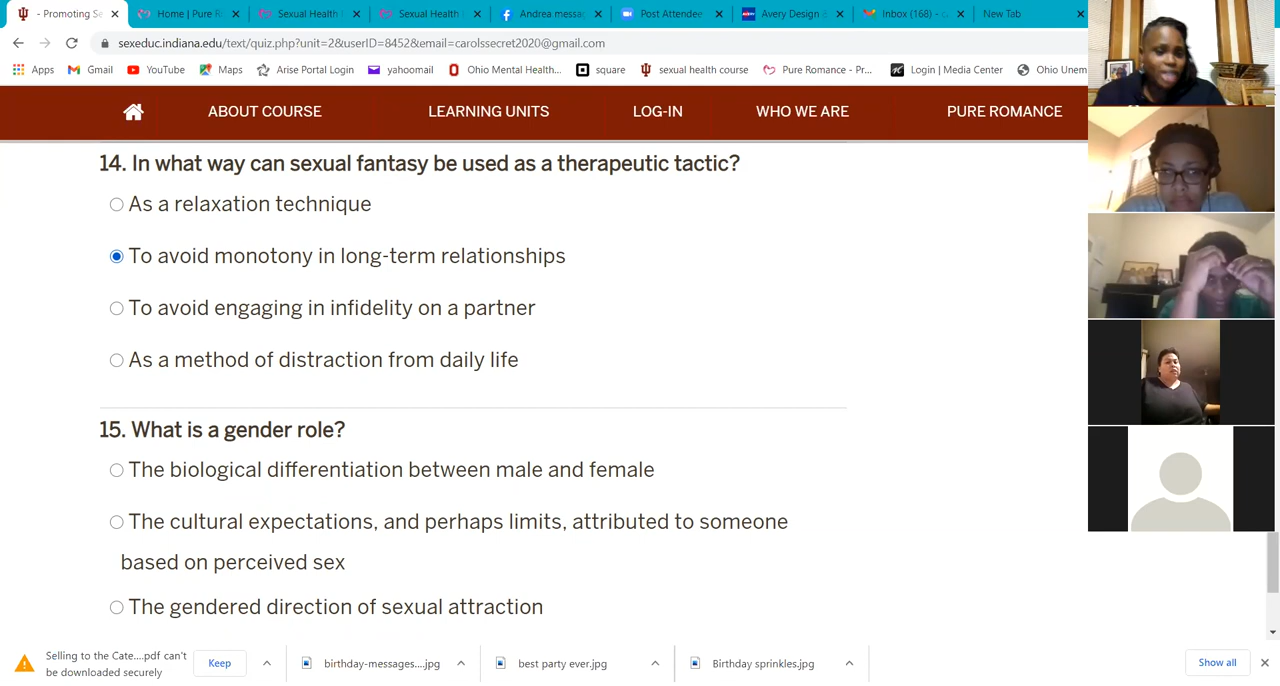 - Promoting Se
Home | Pure R
Sexual Health
Sexual Health
Andrea messa
Post Attendee
Avery Design &
Inbox (168) - c
New Tab
sexeduc.indiana.edu/text/quiz.php?unit=2&userID=8452&email=carolssecret2020@gmail.com
Apps
Gmail
YouTube
Maps
Arise Portal Login
yahoomail
Ohio Mental Health...
square
sexual health course
Pure Romance - Pr...
Login | Media Center
Ohio Unem
ABOUT COURSE
LEARNING UNITS
LOG-IN
WHO WE ARE
PURE ROMANCE
14. In what way can sexual fantasy be used as a therapeutic tactic?
As a relaxation technique
To avoid monotony in long-term relationships
To avoid engaging in infidelity on a partner
As a method of distraction from daily life
15. What is a gender role?
The biological differentiation between male and female
The cultural expectations, and perhaps limits, attributed to someone
based on perceived sex
The gendered direction of sexual attraction
Selling to the Cate....pdf can't
be downloaded securely
Keep
birthday-messages....jpg
best party ever.jpg
Birthday sprinkles.jpg
Show all